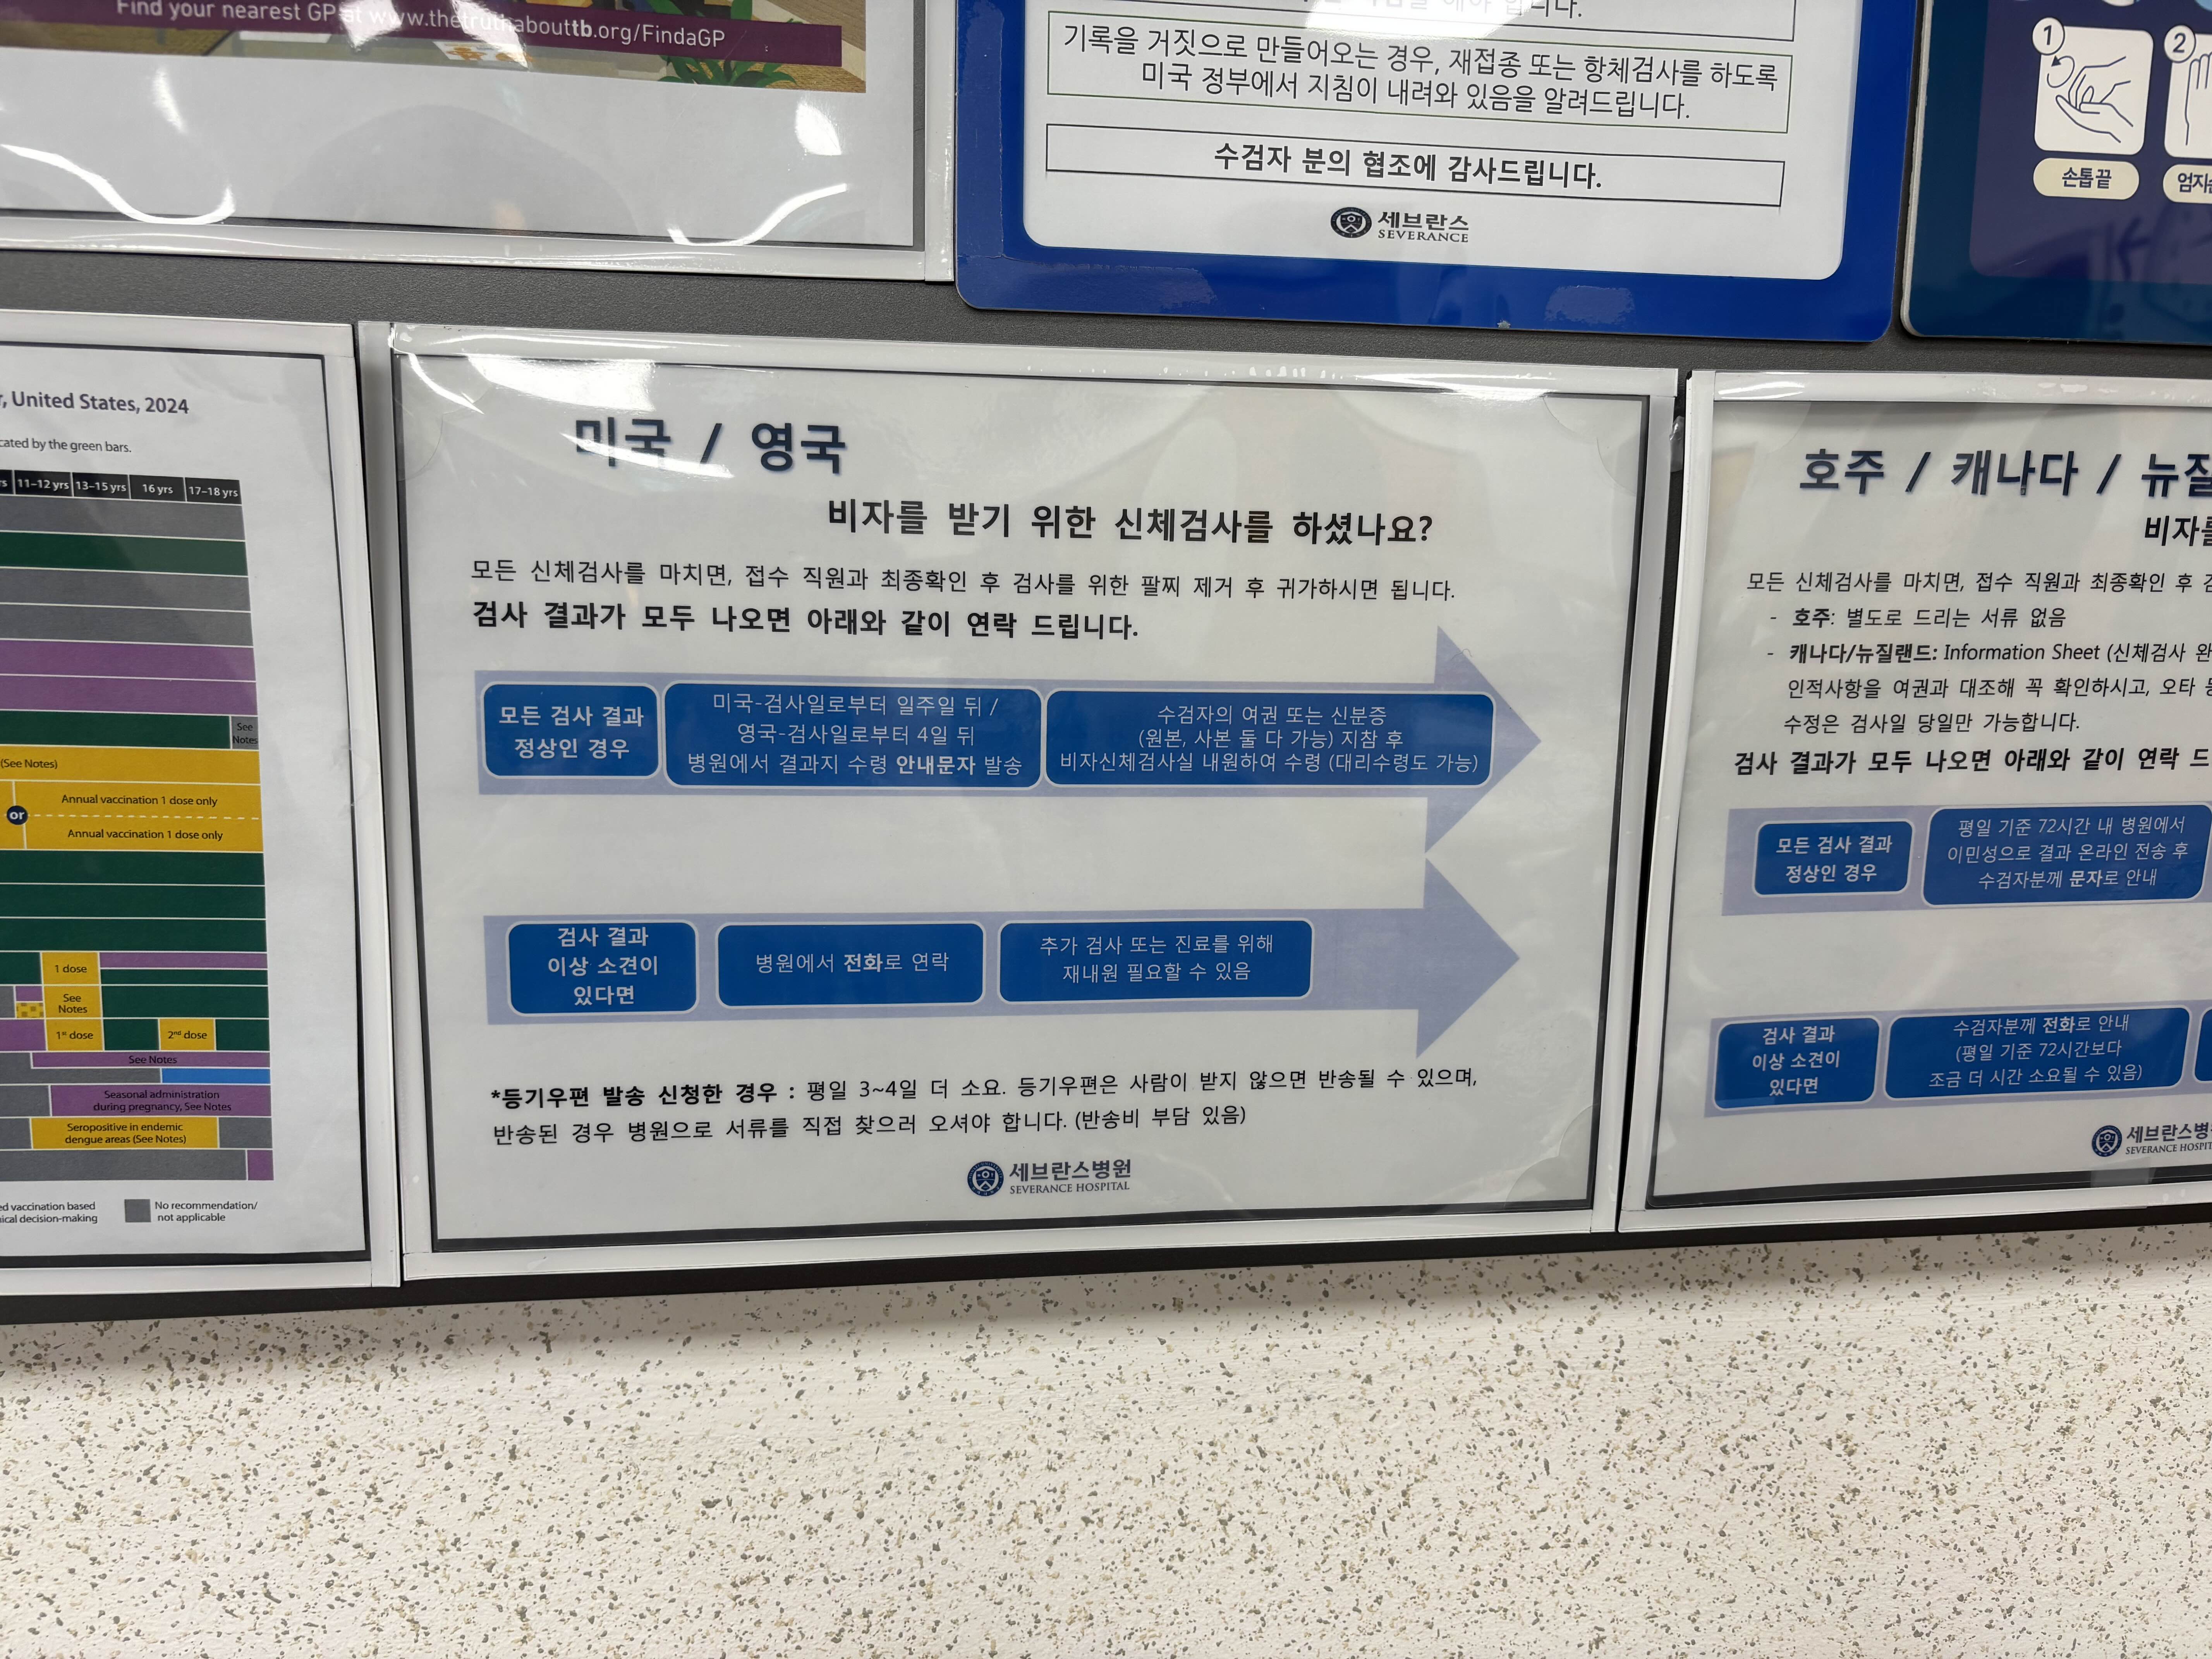 Find your nearest GP at www.thetruthabouttb.org/FindaGP
기록을 거짓으로 만들어오는 경우, 재접종 또는 항체검사를 하도록
미국 정부에서 지침이 내려와 있음을 알려드립니다.
수검자 분의 협조에 감사드립니다.
세브란스
SEVERANCE
1
2
손톱 끝
United States, 2024
by the green bars.
11–12 yrs
13–15 yrs
16 yrs
17–18 yrs
See
Notes
(See Notes)
Annual vaccination 1 dose only
or
Annual vaccination 1 dose only
1 dose
See
Notes
1st dose
2nd dose
See Notes
Seasonal administration
during pregnancy, See Notes
Seropositive in endemic
dengue areas (See Notes)
vaccination based
decision-making
No recommendation/
not applicable
미국 / 영국
비자를 받기 위한 신체검사를 하셨나요?
모든 신체검사를 마치면, 접수 직원과 최종확인 후 검사를 위한 팔찌 제거 후 귀가하시면 됩니다.
검사 결과가 모두 나오면 아래와 같이 연락 드립니다.
모든 검사 결과
정상인 경우
미국-검사일로부터 일주일 뒤 /
영국-검사일로부터 4일 뒤
병원에서 결과지 수령 안내문자 발송
수검자의 여권 또는 신분증
(원본, 사본 둘 다 가능) 지참 후
비자신체검사실 내원하여 수령 (대리수령도 가능)
검사 결과
이상 소견이
있다면
병원에서 전화로 연락
추가 검사 또는 진료를 위해
재내원 필요할 수 있음
*등기우편 발송 신청한 경우 : 평일 3~4일 더 소요. 등기우편은 사람이 받지 않으면 반송될 수 있으며,
반송된 경우 병원으로 서류를 직접 찾으러 오셔야 합니다. (반송비 부담 있음)
세브란스병원
SEVERANCE HOSPITAL
호주 / 캐나다 /
모든 신체검사를 마치면, 접수 직원과 최종확인 후
- 호주: 별도로 드리는 서류 없음
- 캐나다/뉴질랜드: Information Sheet (신체검사
인적사항을 여권과 대조해 꼭 확인하시고, 오타
수정은 검사일 당일만 가능합니다.
검사 결과가 모두 나오면 아래와 같이 연락
모든 검사 결과
정상인 경우
평일 기준 72시간 내 병원에서
이민성으로 결과 온라인 전송 후
수검자분께 문자로 안내
검사 결과
이상 소견이
있다면
수검자분께 전화로 안내
(평일 기준 72시간보다
조금 더 시간 소요될 수 있음)
세브란스병
SEVERANCE